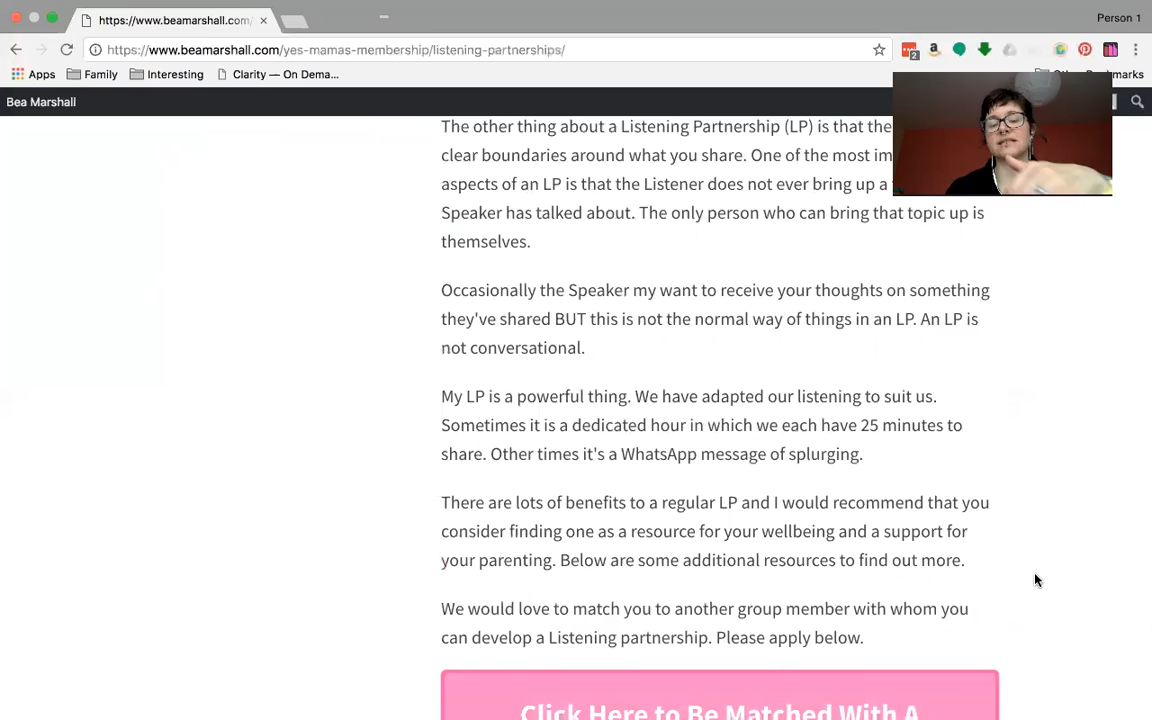 https://www.beamarshall.com/
Person 1
https://www.beamarshall.com/yes-mamas-membership/listening-partnerships/
2
Apps Family Interesting Clarity — On Dema...
Bea Marshall
The other thing about a Listening Partnership (LP) is that
clear boundaries around what you share. One of the most
aspects of an LP is that the Listener does not ever bring up a
Speaker has talked about. The only person who can bring that topic up is
themselves.
Occasionally the Speaker my want to receive your thoughts on something
they've shared BUT this is not the normal way of things in an LP. An LP is
not conversational.
My LP is a powerful thing. We have adapted our listening to suit us.
Sometimes it is a dedicated hour in which we each have 25 minutes to
share. Other times it's a WhatsApp message of splurging.
There are lots of benefits to a regular LP and I would recommend that you
consider finding one as a resource for your wellbeing and a support for
your parenting. Below are some additional resources to find out more.
We would love to match you to another group member with whom you
can develop a Listening partnership. Please apply below.
Click Here to Be Matched With A